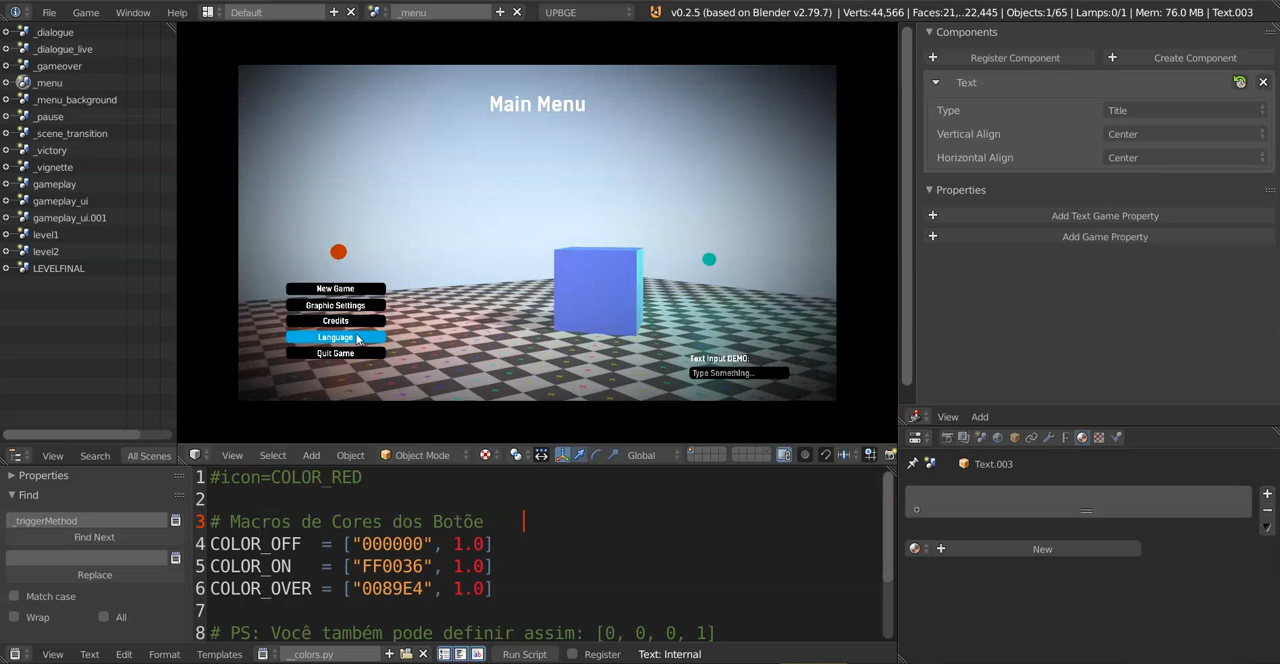 File Game Window Help Default _menu UPBGE v0.2.5 (based on Blender v2.79.7) | Verts:44,566 | Faces:21,..22,445 | Objects:1/65 | Lamps:0/1 | Mem: 76.0 MB | Text.003
_dialogue
_dialogue_live
_gameover
_menu
_menu_background
_pause
_scene_transition
_victory
_vignette
gameplay
gameplay_ui
gameplay_ui.001
level1
level2
LEVELFINAL
View Search All Scenes
Main Menu
New Game
Graphic Settings
Credits
Language
Quit Game
Text Input DEMO:
Type Something...
View Select Add Object Object Mode Global
Components
Register Component Create Component
Text
Type Title
Vertical Align Center
Horizontal Align Center
Properties
Add Text Game Property
Add Game Property
View Add
Text.003
New
Properties
Find
_triggerMethod
Find Next
Replace
Match case
Wrap All
1 #icon=COLOR_RED
2
3 # Macros de Cores dos Botõe
4 COLOR_OFF = ["000000", 1.0]
5 COLOR_ON = ["FF0036", 1.0]
6 COLOR_OVER = ["0089E4", 1.0]
7
8 # PS: Você também pode definir assim: [0, 0, 0, 1]
View Text Edit Format Templates __colors.py Run Script Register Text: Internal